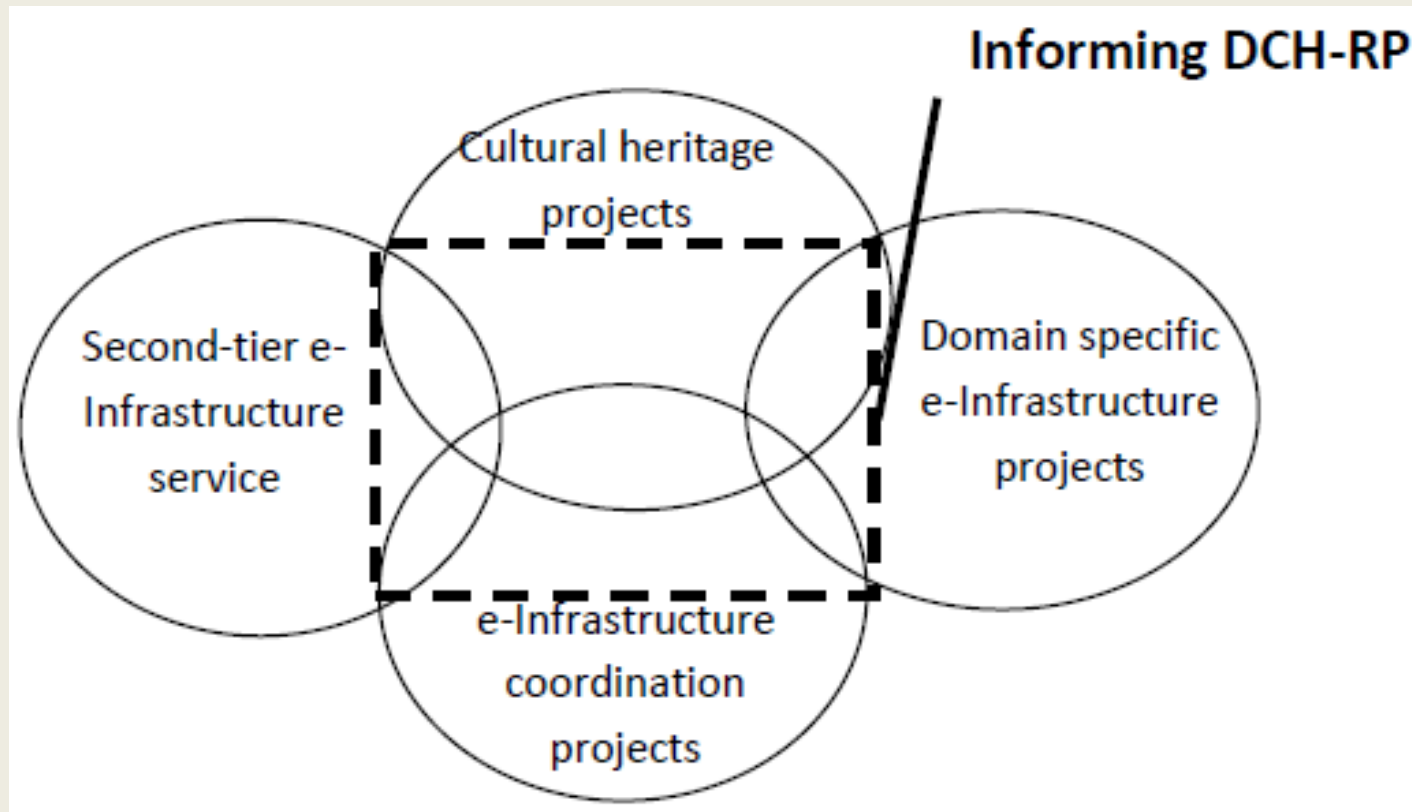 Informing DCH-RP
Cultural heritage
projects
Second-tier e-
Infrastructure
service
Domain specific
e-Infrastructure
projects
e-Infrastructure
coordination
projects